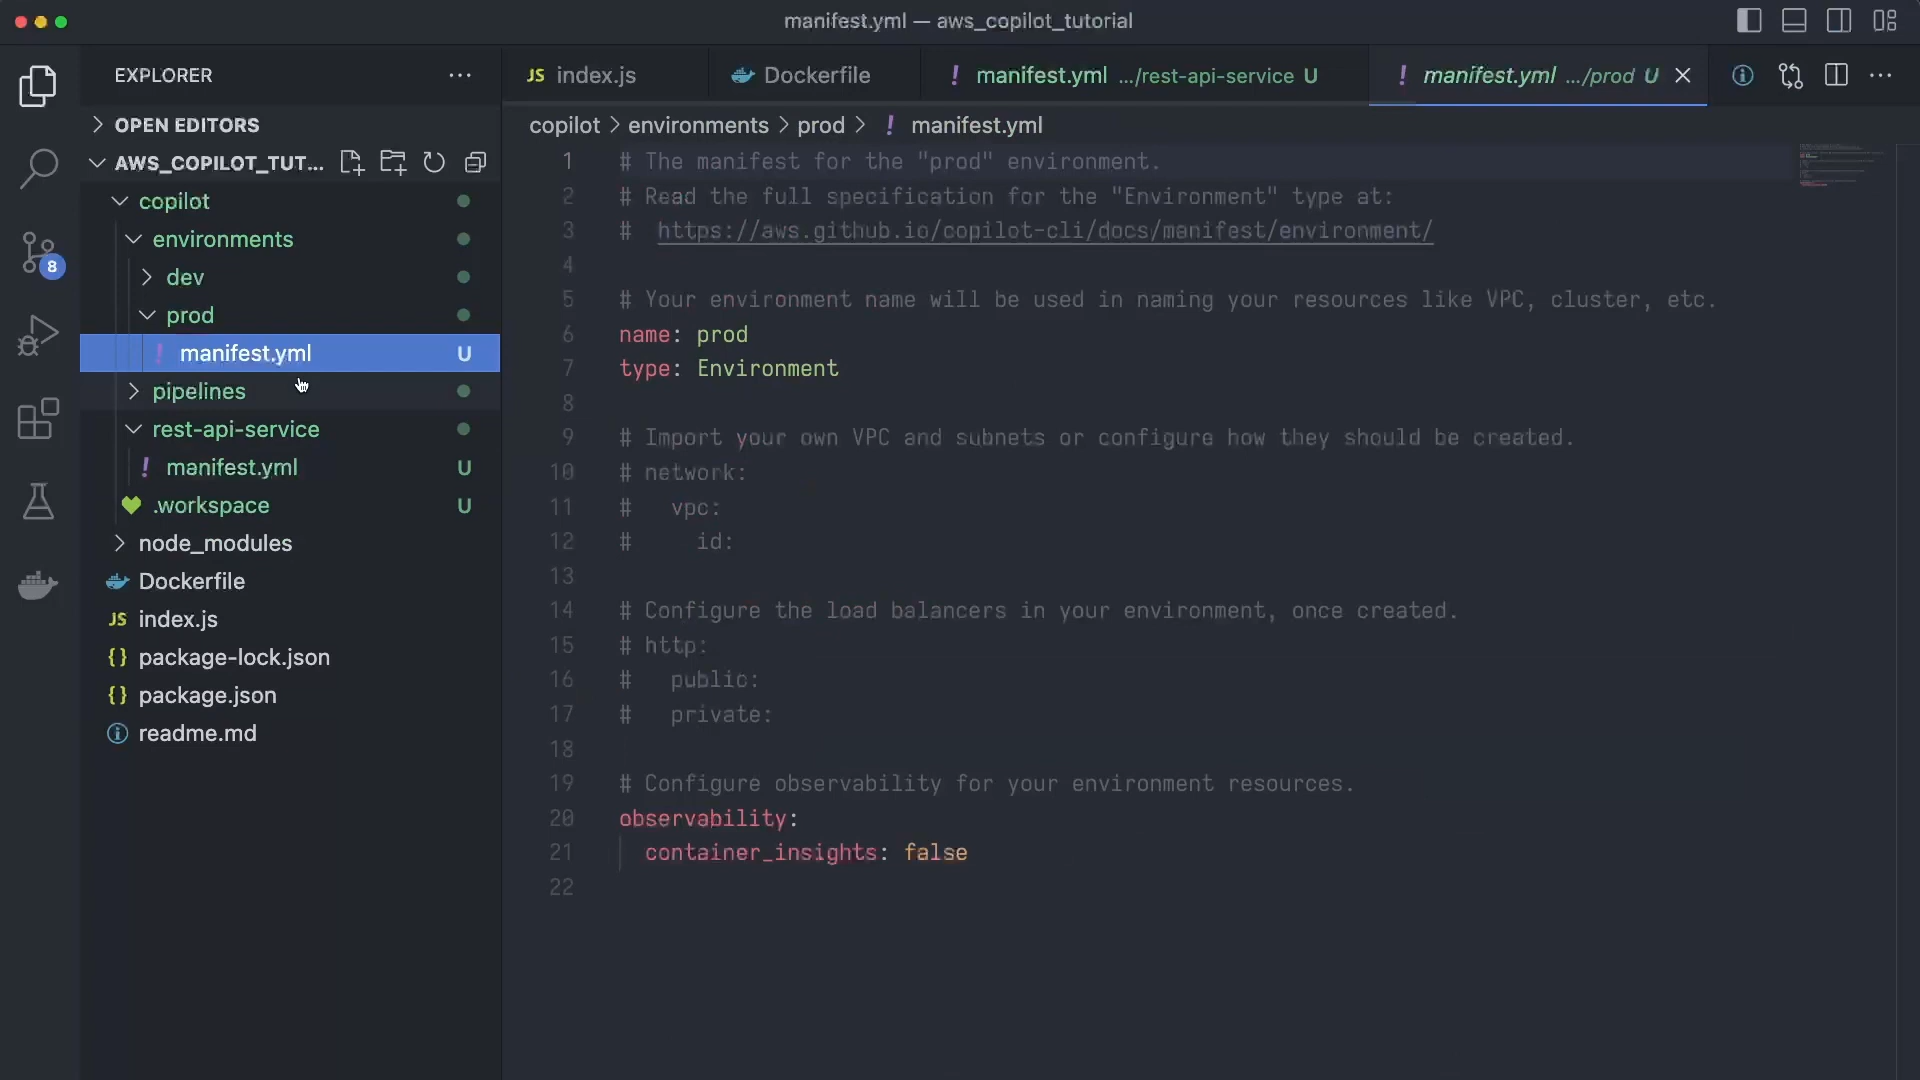 manifest.yml — aws_copilot_tutorial
EXPLORER
JS index.js
Dockerfile
! manifest.yml .../rest-api-service U
! manifest.yml .../prod U
OPEN EDITORS
AWS_COPILOT_TUT...
copilot
environments
dev
prod
! manifest.yml U
pipelines
rest-api-service
! manifest.yml U
.workspace U
node_modules
Dockerfile
JS index.js
{} package-lock.json
{} package.json
readme.md
8
copilot > environments > prod > ! manifest.yml
1 # The manifest for the "prod" environment.
2 # Read the full specification for the "Environment" type at:
3 #  https://aws.github.io/copilot-cli/docs/manifest/environment/
4
5 # Your environment name will be used in naming your resources like VPC, cluster, etc.
6 name: prod
7 type: Environment
8
9 # Import your own VPC and subnets or configure how they should be created.
10 # network:
11 #   vpc:
12 #     id:
13
14 # Configure the load balancers in your environment, once created.
15 # http:
16 #   public:
17 #   private:
18
19 # Configure observability for your environment resources.
20 observability:
21   container_insights: false
22